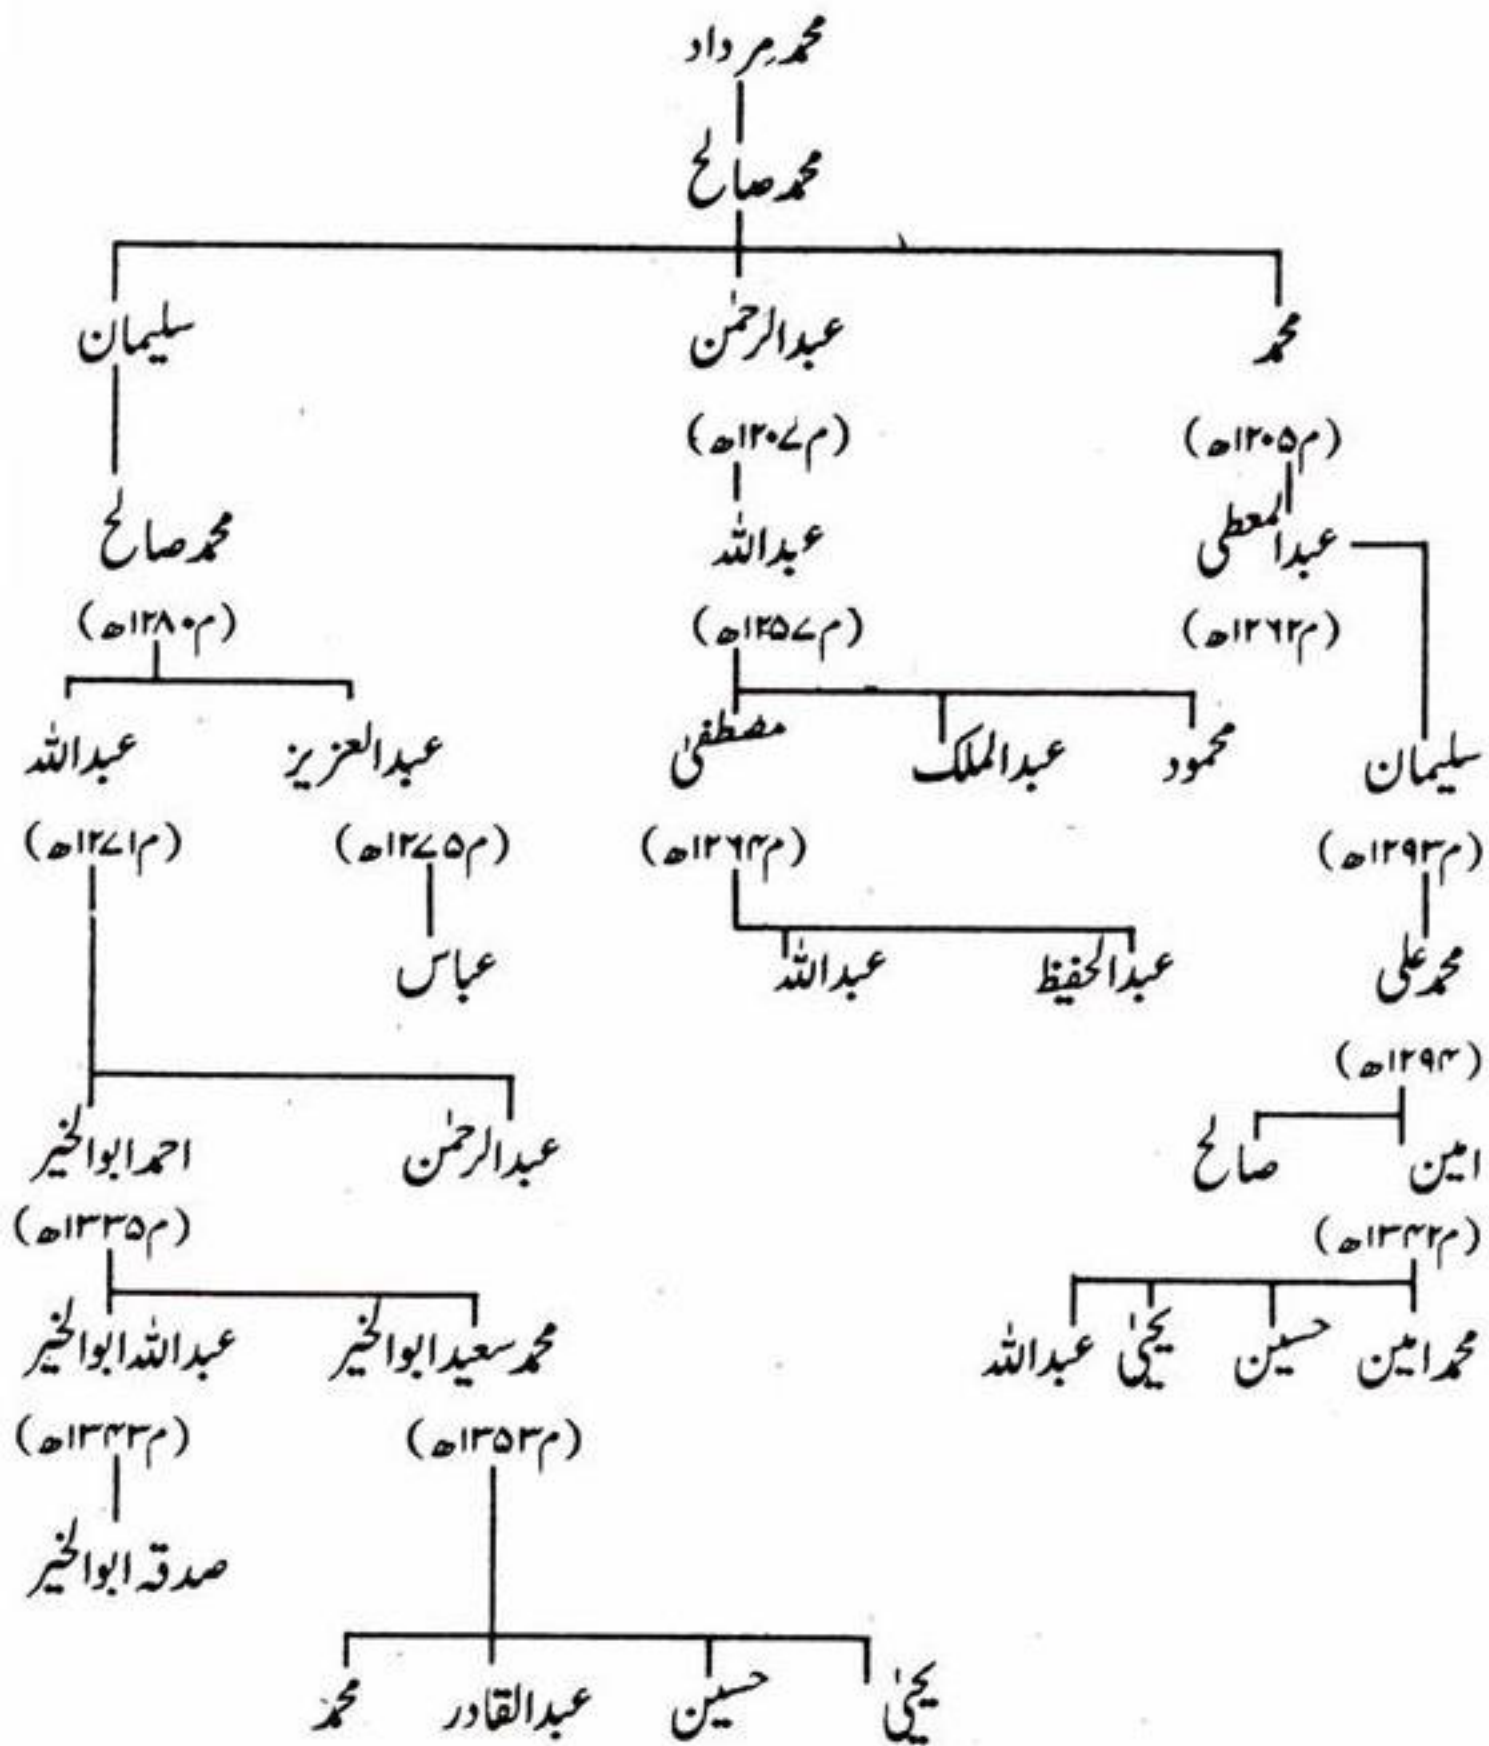 محمد مِرداد
محمد صالح
محمد عبدالرحمٰن سلیمان
(م۱۲۰۵ھ) (م۱۲۰۷ھ)
عبدالمعطی عبداللہ محمد صالح
(م۱۲۶۲ھ) (م۱۲۵۷ھ) (م۱۲۸۰ھ)
سلیمان محمود عبدالملک مصطفیٰ عبدالعزیز عبداللہ
(م۱۲۹۳ھ) (م۱۲۶۴ھ) (م۱۲۷۵ھ) (م۱۲۷۱ھ)
محمد علی عبدالحفیظ عبداللہ عباس
(۱۲۹۴ھ)
امین صالح عبدالرحمٰن احمد ابوالخیر
(م۱۳۴۲ھ) (م۱۳۳۵ھ)
محمد امین حسین یحییٰ عبداللہ محمد سعید ابوالخیر عبداللہ ابوالخیر
(م۱۳۵۳ھ) (م۱۳۴۳ھ)
صدقہ ابوالخیر
یحییٰ حسین عبدالقادر محمد